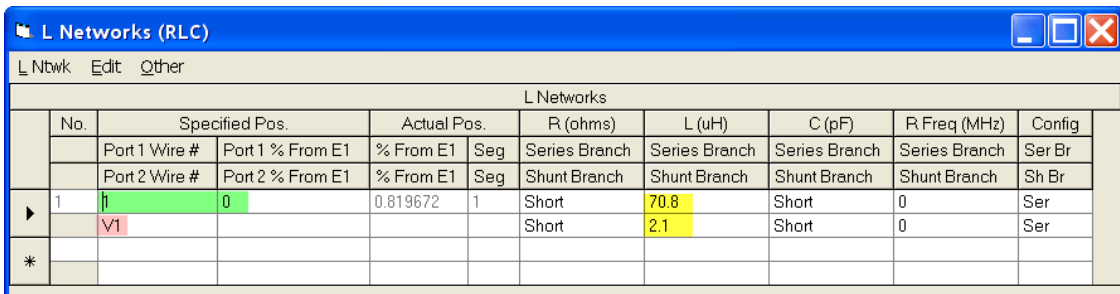 L Networks (RLC)
L Ntwk Edit Other
L Networks
No. Specified Pos. Actual Pos. R (ohms) L (uH) C (pF) R Freq (MHz) Config
Port 1 Wire # Port 1 % From E1 % From E1 Seg Series Branch Series Branch Series Branch Series Branch Ser Br
Port 2 Wire # Port 2 % From E1 % From E1 Seg Shunt Branch Shunt Branch Shunt Branch Shunt Branch Sh Br
1 1 0 0.819672 1 Short 70.8 Short 0 Ser
V1 Short 2.1 Short 0 Ser
*